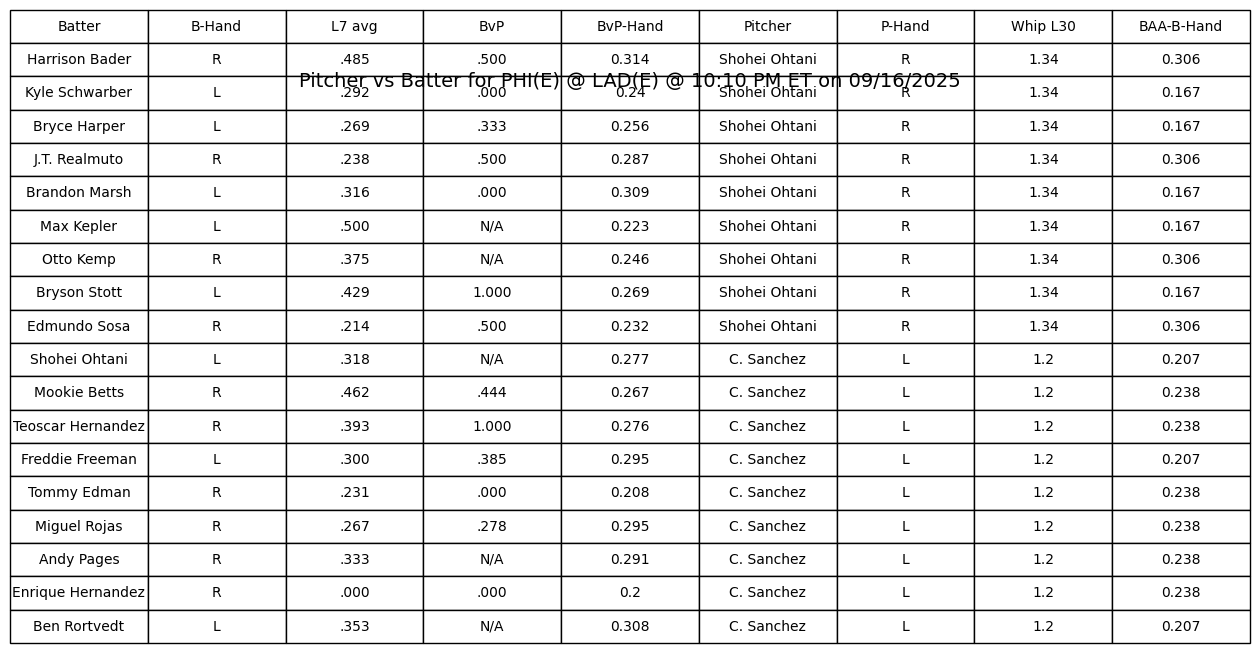 Batter B-Hand L7 avg BvP BvP-Hand Pitcher P-Hand Whip L30 BAA-B-Hand
Harrison Bader R .485 .500 0.314 Shohei Ohtani R 1.34 0.306
Pitcher vs Batter for PHI(E) @ LAD(E) @ 10:10 PM ET on 09/16/2025
Kyle Schwarber L .292 .000 0.24 Shohei Ohtani R 1.34 0.167
Bryce Harper L .269 .333 0.256 Shohei Ohtani R 1.34 0.167
J.T. Realmuto R .238 .500 0.287 Shohei Ohtani R 1.34 0.306
Brandon Marsh L .316 .000 0.309 Shohei Ohtani R 1.34 0.167
Max Kepler L .500 N/A 0.223 Shohei Ohtani R 1.34 0.167
Otto Kemp R .375 N/A 0.246 Shohei Ohtani R 1.34 0.306
Bryson Stott L .429 1.000 0.269 Shohei Ohtani R 1.34 0.167
Edmundo Sosa R .214 .500 0.232 Shohei Ohtani R 1.34 0.306
Shohei Ohtani L .318 N/A 0.277 C. Sanchez L 1.2 0.207
Mookie Betts R .462 .444 0.267 C. Sanchez L 1.2 0.238
Teoscar Hernandez R .393 1.000 0.276 C. Sanchez L 1.2 0.238
Freddie Freeman L .300 .385 0.295 C. Sanchez L 1.2 0.207
Tommy Edman R .231 .000 0.208 C. Sanchez L 1.2 0.238
Miguel Rojas R .267 .278 0.295 C. Sanchez L 1.2 0.238
Andy Pages R .333 N/A 0.291 C. Sanchez L 1.2 0.238
Enrique Hernandez R .000 .000 0.2 C. Sanchez L 1.2 0.238
Ben Rortvedt L .353 N/A 0.308 C. Sanchez L 1.2 0.207